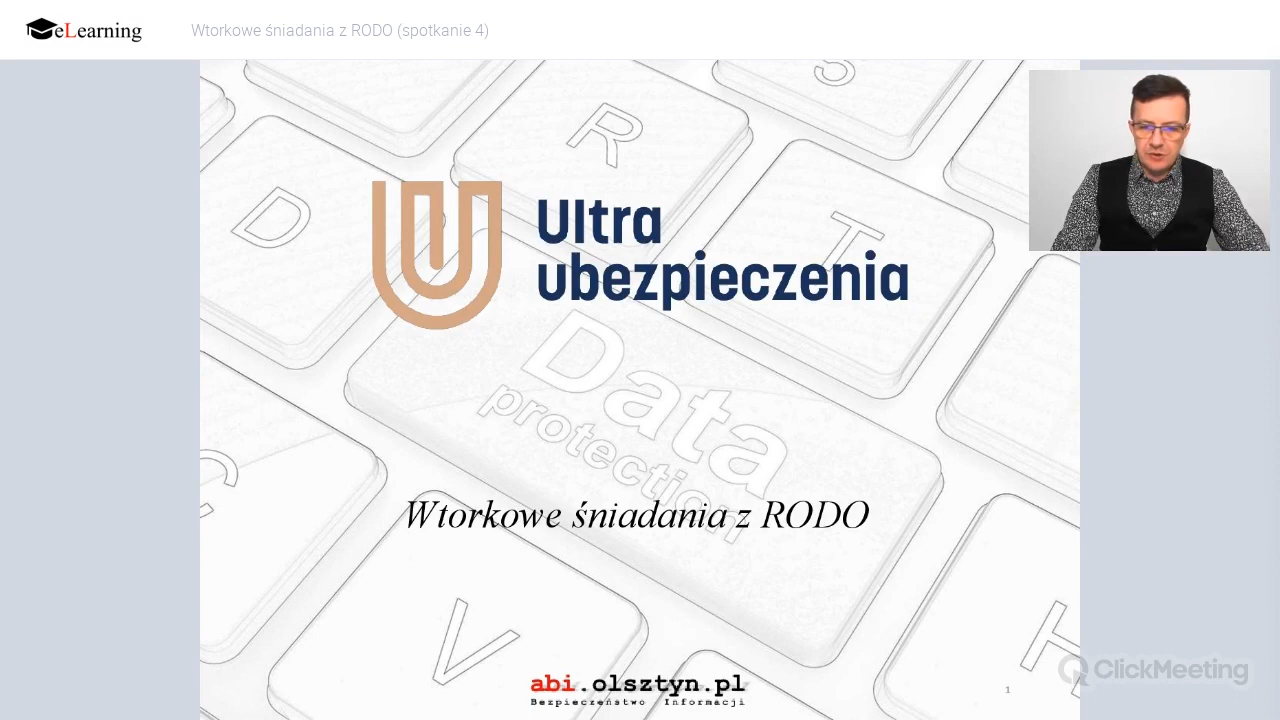 eLearning
Wtorkowe śniadania z RODO (spotkanie 4)
S
R
D
T
Ultra
ubezpieczenia
Data
protection
C
Wtorkowe śniadania z RODO
V
H
abi.olsztyn.pl
Bezpieczeństwo Informacji
1
ClickMeeting